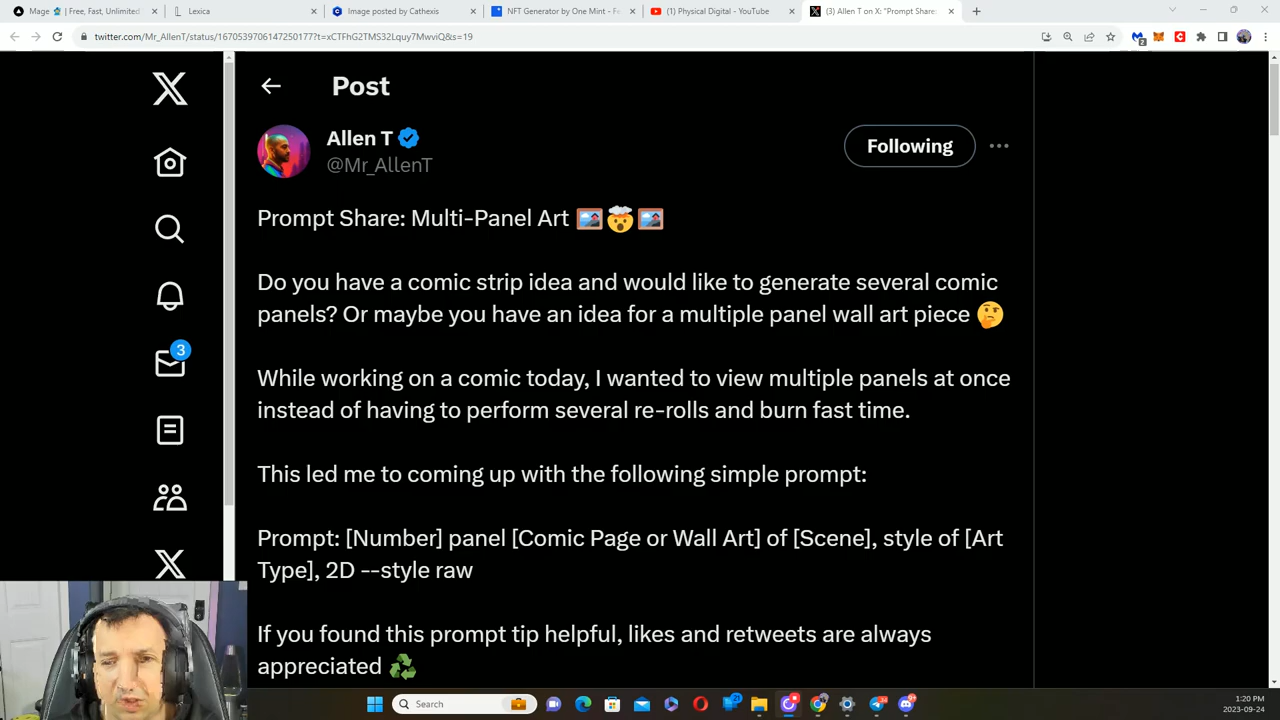 Mage | Free, Fast, Unlimited
Lexica
Image posted by Cathexis
NFT Generator by One Mint - Fe
(1) Physical Digital - YouTube
(3) Allen T on X: "Prompt Share:
twitter.com/Mr_AllenT/status/1670539706147250177?t=xCTFhG2TMS32Lquy7MwviQ&s=19
2
Post
Allen T
@Mr_AllenT
Following
Prompt Share: Multi-Panel Art 🖼️🤯🖼️
Do you have a comic strip idea and would like to generate several comic
panels? Or maybe you have an idea for a multiple panel wall art piece 🤔
3
While working on a comic today, I wanted to view multiple panels at once
instead of having to perform several re-rolls and burn fast time.
This led me to coming up with the following simple prompt:
Prompt: [Number] panel [Comic Page or Wall Art] of [Scene], style of [Art
Type], 2D --style raw
If you found this prompt tip helpful, likes and retweets are always
appreciated ♻️
Search
1:20 PM
2023-09-24